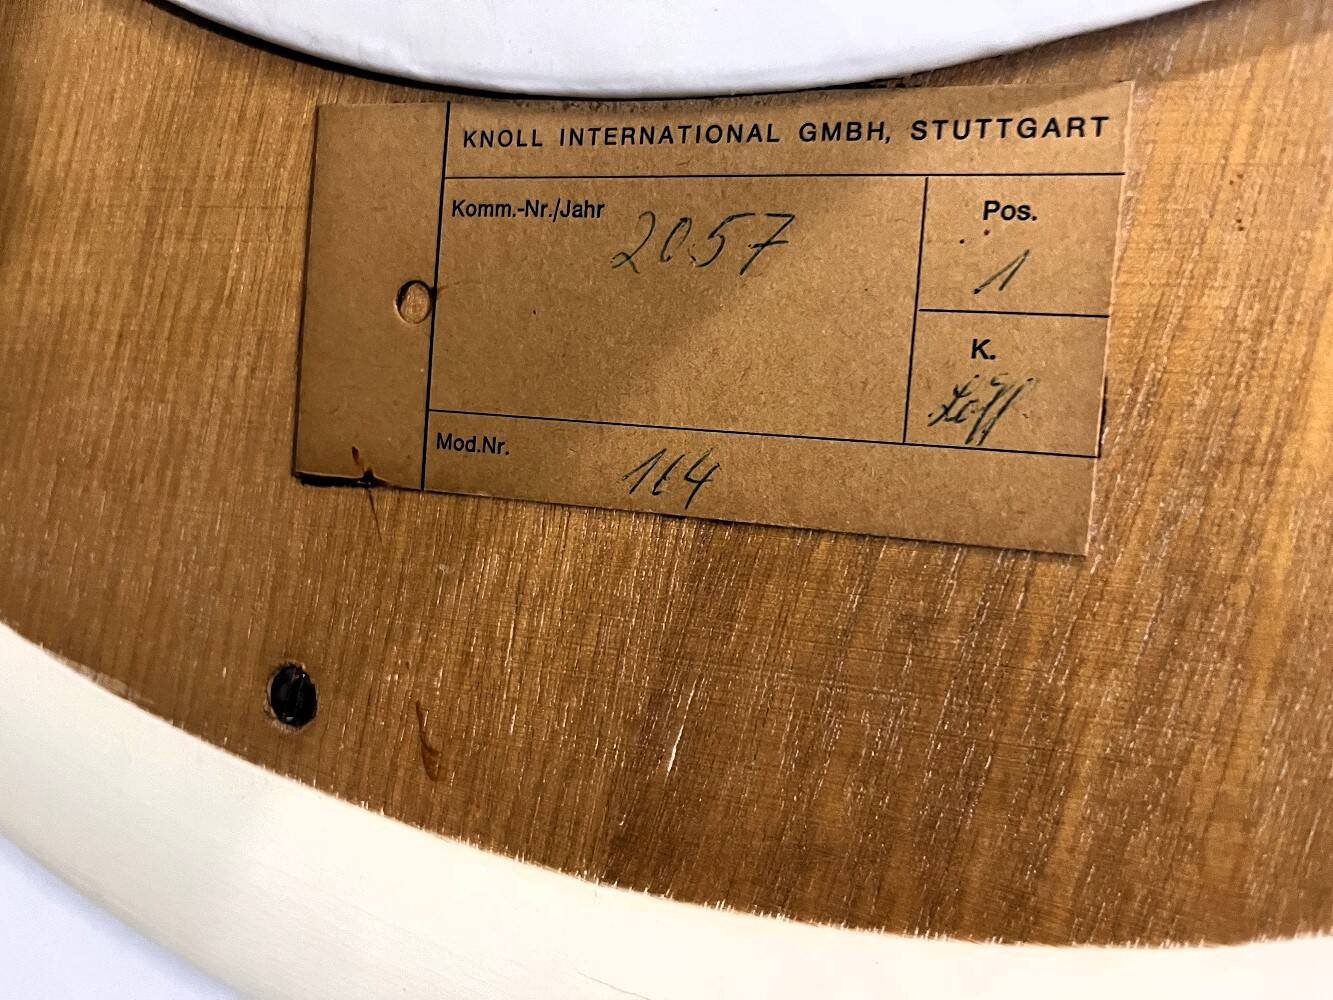 KNOLL INTERNATIONAL GMBH, STUTTGART
Komm.-Nr./Jahr 2057
Pos.
1
K.
Mod.Nr. 164